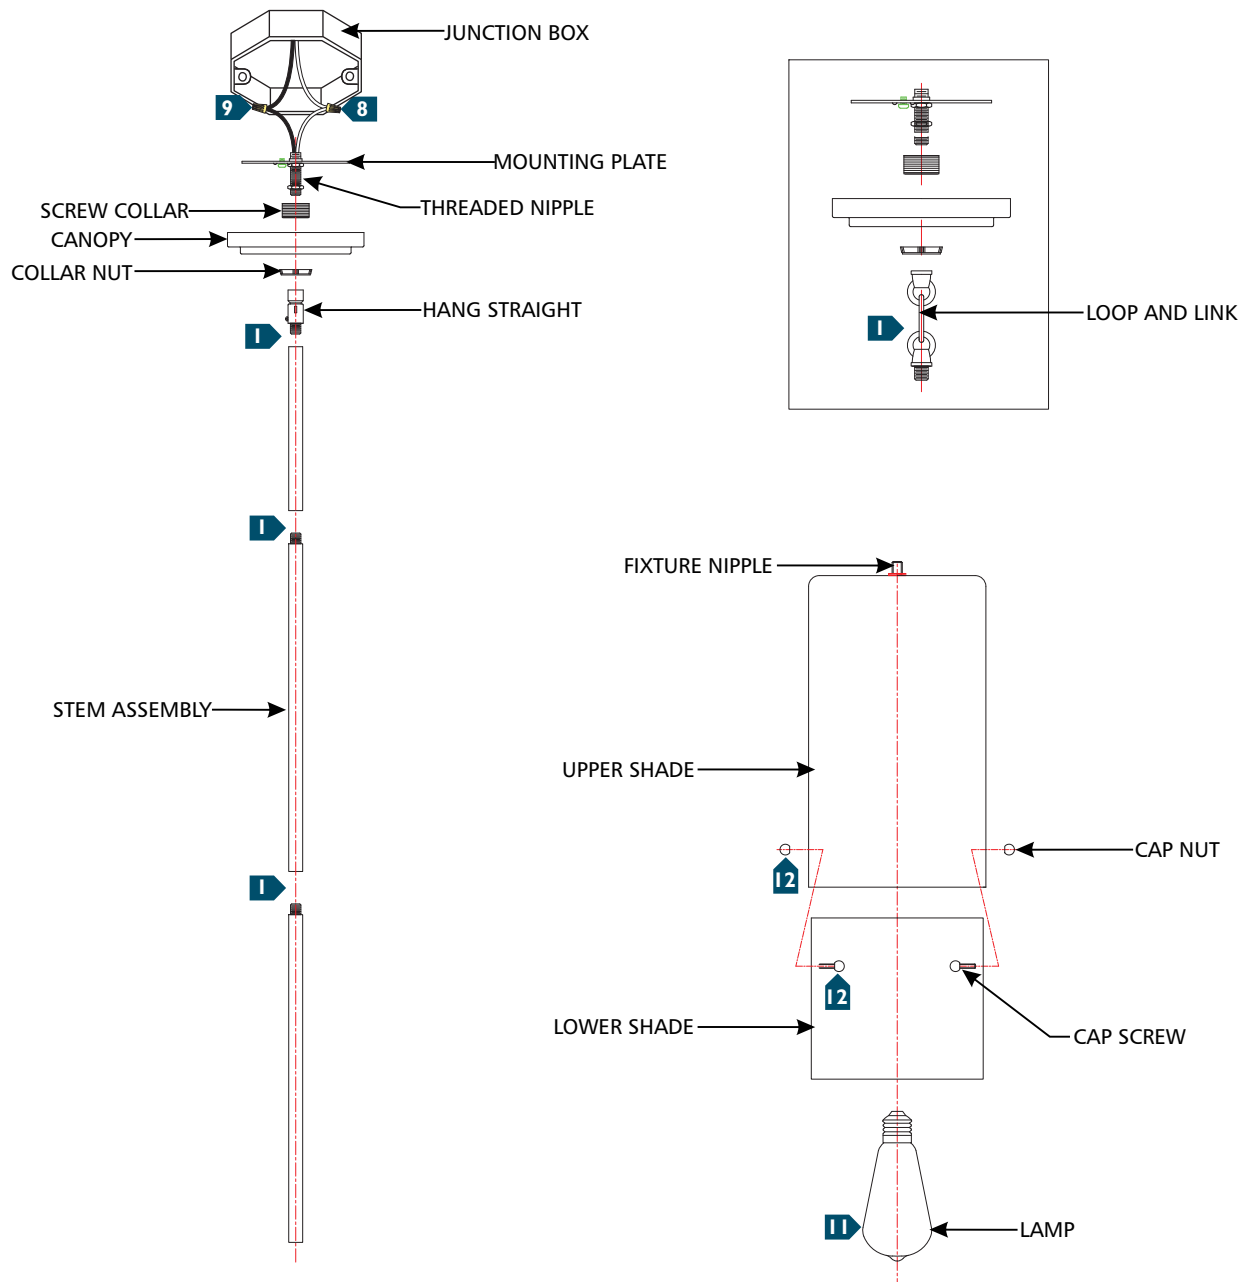 JUNCTION BOX
9
8
MOUNTING PLATE
SCREW COLLAR
THREADED NIPPLE
CANOPY
COLLAR NUT
HANG STRAIGHT
1
1
STEM ASSEMBLY
1
LOOP AND LINK
1
FIXTURE NIPPLE
UPPER SHADE
CAP NUT
12
12
LOWER SHADE
CAP SCREW
11
LAMP